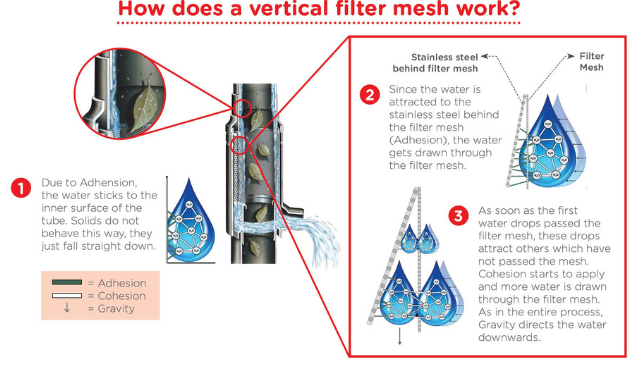 How does a vertical filter mesh work?
Stainless steel
behind filter mesh
Filter
Mesh
1
Due to Adhension,
the water sticks to the
inner surface of the
tube. Solids do not
behave this way, they
just fall straight down.
= Adhesion
= Cohesion
= Gravity
2
Since the water is
attracted to the
stainless steel behind
the filter mesh
(Adhesion), the water
gets drawn through
the filter mesh.
3
As soon as the first
water drops passed the
filter mesh, these drops
attract others which have
not passed the mesh.
Cohesion starts to apply
and more water is drawn
through the filter mesh.
As in the entire process,
Gravity directs the water
downwards.